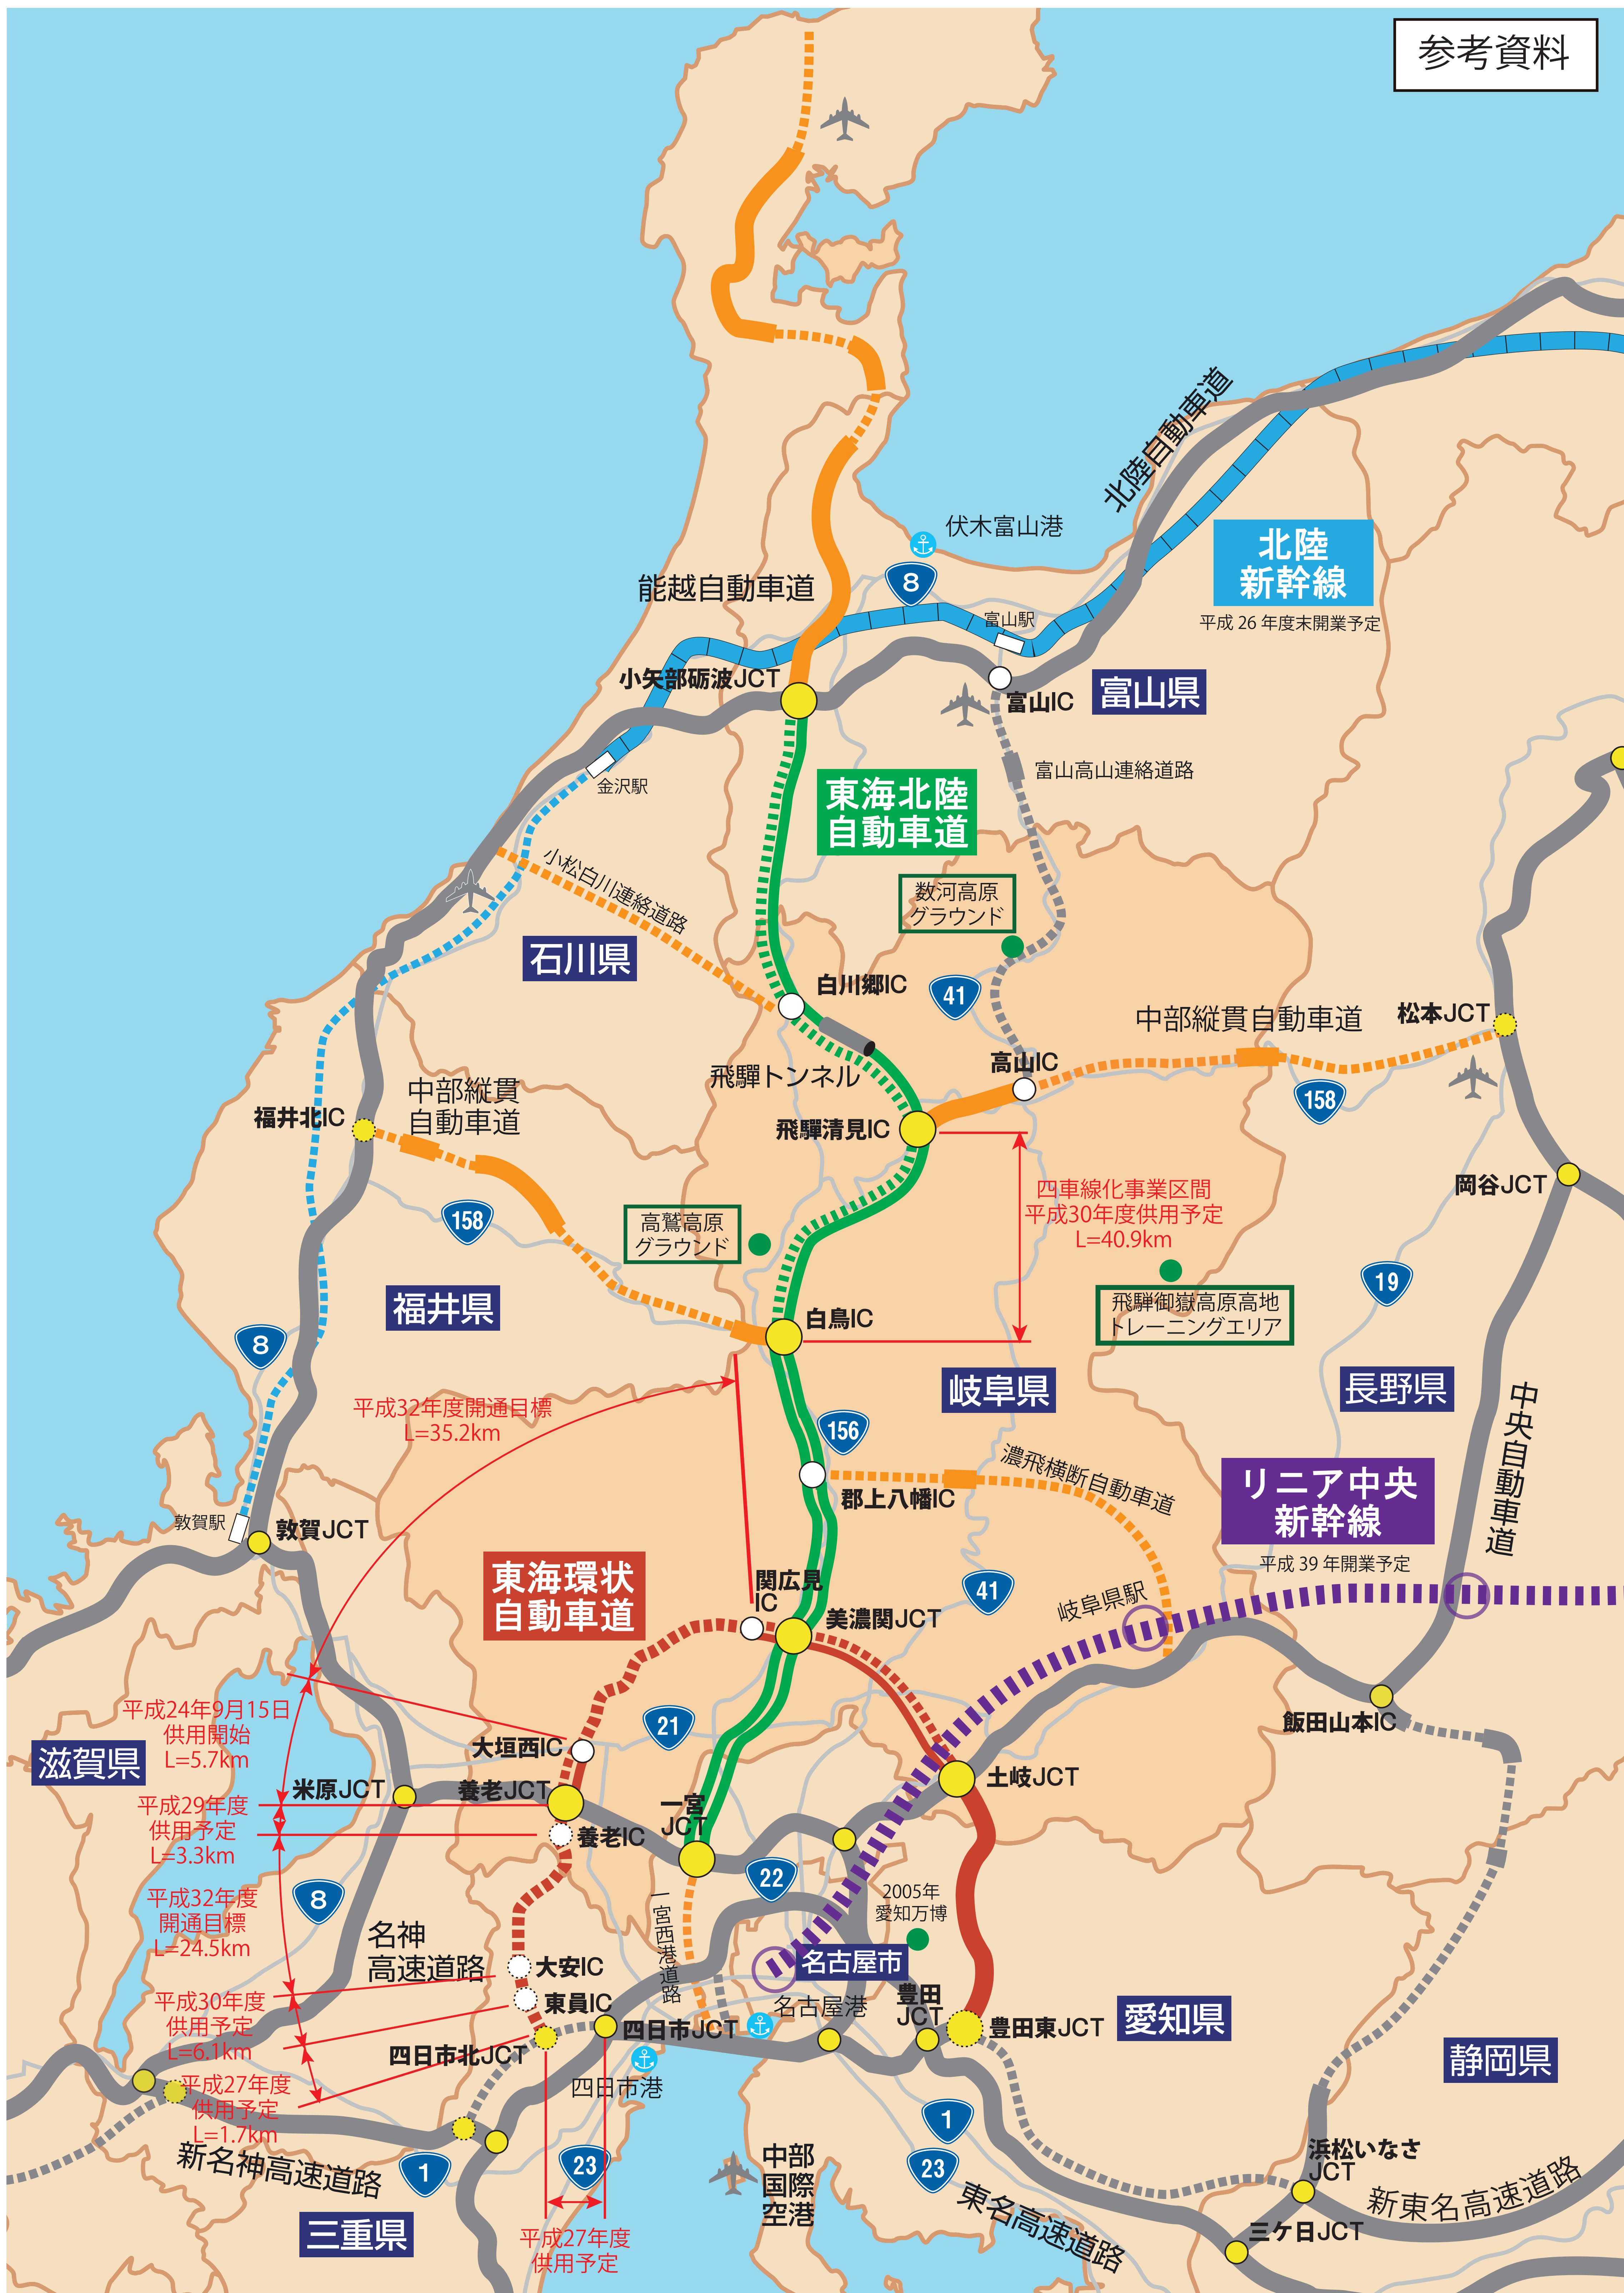 参考資料
北陸自動車道
伏木富山港
8
北陸
新幹線
平成26年度末開業予定
能越自動車道
富山駅
小矢部砺波JCT
富山IC
富山県
金沢駅
富山高山連絡道路
東海北陸
自動車道
小松白川連絡道路
数河高原
グラウンド
石川県
白川郷IC
41
中部縦貫自動車道
松本JCT
高山IC
飛驒トンネル
中部縦貫
自動車道
158
福井北IC
飛驒清見IC
岡谷JCT
四車線化事業区間
平成30年度供用予定
L=40.9km
158
高鷲高原
グラウンド
19
飛騨御嶽高原高地
トレーニングエリア
福井県
白鳥IC
8
岐阜県
長野県
中央自動車道
平成32年度開通目標
L=35.2km
156
濃飛横断自動車道
リニア中央
新幹線
平成39年開業予定
郡上八幡IC
敦賀駅
敦賀JCT
東海環状
自動車道
関広見
IC
41
岐阜県駅
美濃関JCT
平成24年9月15日
供用開始
L=5.7km
21
飯田山本IC
滋賀県
大垣西IC
米原JCT
養老JCT
土岐JCT
平成29年度
供用予定
L=3.3km
一宮
JCT
養老IC
22
平成32年度
開通目標
L=24.5km
8
2005年
愛知万博
一宮西港道路
名神
高速道路
大安IC
名古屋市
平成30年度
供用予定
L=6.1km
東員IC
名古屋港
豊田
JCT
四日市JCT
豊田東JCT
愛知県
四日市北JCT
静岡県
平成27年度
供用予定
L=1.7km
四日市港
1
新名神高速道路
1
23
中部
国際
空港
23
浜松いなさ
JCT
東名高速道路
新東名高速道路
三重県
三ケ日JCT
平成27年度
供用予定